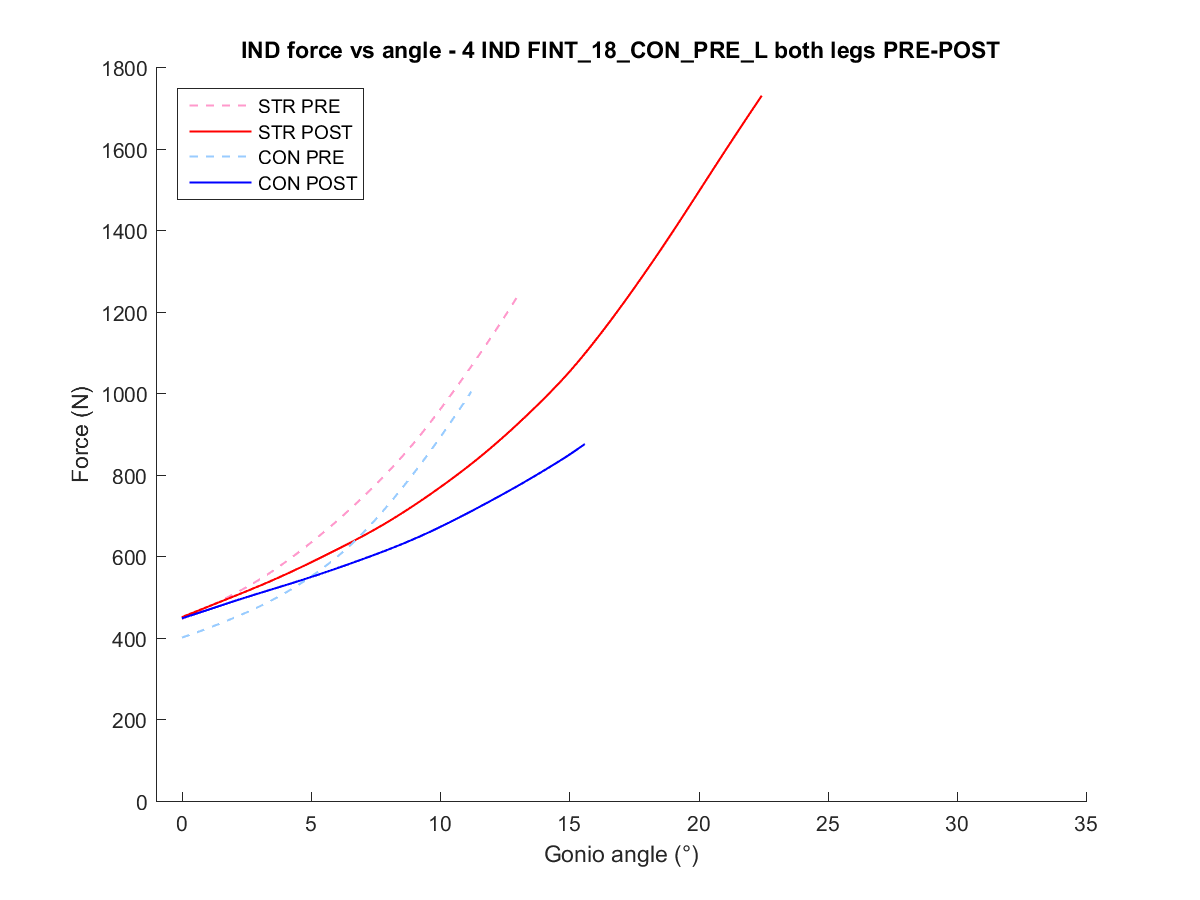 IND force vs angle - 4 IND FINT_18_CON_PRE_L both legs PRE-POST
1800
1600
1400
1200
1000
800
600
400
200
0
Force (N)
STR PRE
STR POST
CON PRE
CON POST
0 5 10 15 20 25 30 35
Gonio angle (°)